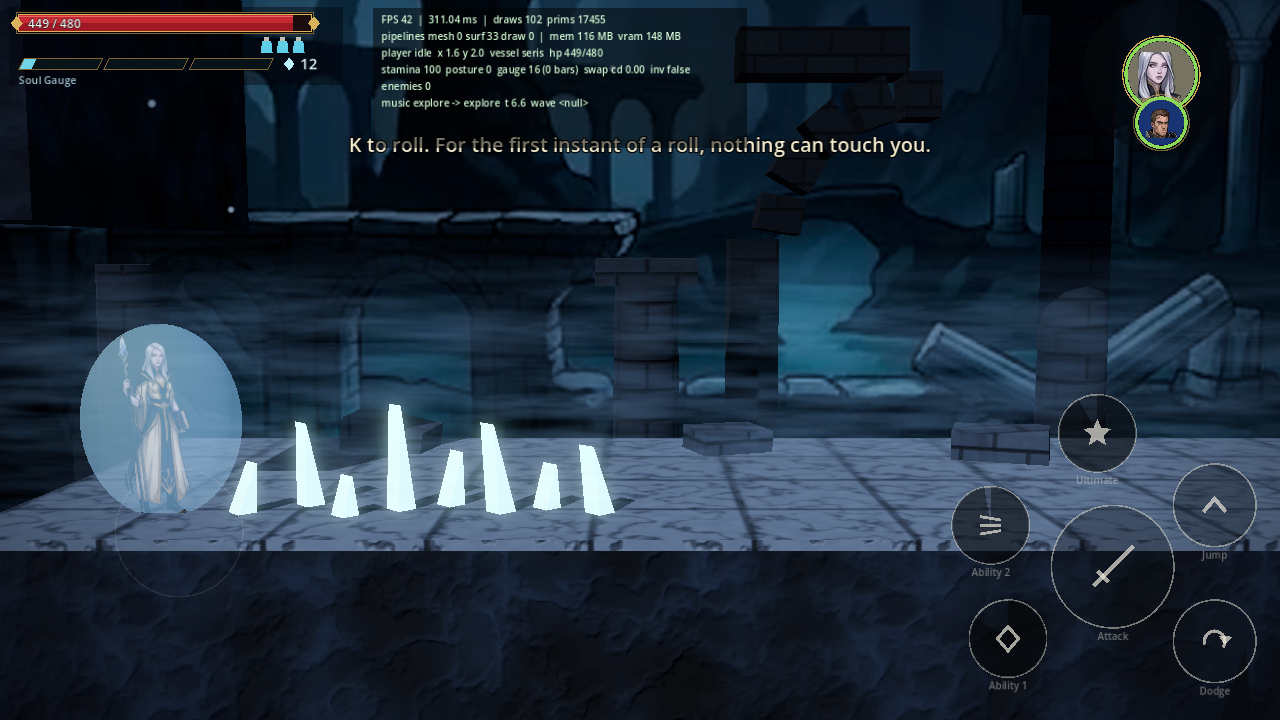 449 / 480
12
Soul Gauge
FPS 42 | 311.04 ms | draws 102 prims 17455
pipelines mesh 0 surf 33 draw 0 | mem 116 MB vram 148 MB
player idle x 1.6 y 2.0 vessel seris hp 449/480
stamina 100 posture 0 gauge 16 (0 bars) swap cd 0.00 inv false
enemies 0
music explore -> explore t 6.6 wave <null>
K to roll. For the first instant of a roll, nothing can touch you.
Ultimate
Ability 2
Jump
Attack
Ability 1
Dodge